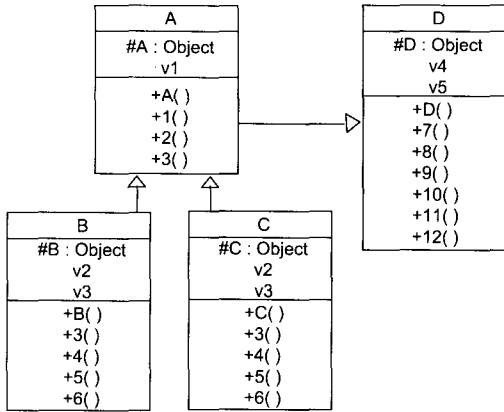 A
#A : Object
v1
+A( )
+1( )
+2( )
+3( )
D
#D : Object
v4
v5
+D( )
+7( )
+8( )
+9( )
+10( )
+11( )
+12( )
B
#B : Object
v2
v3
+B( )
+3( )
+4( )
+5( )
+6( )
C
#C : Object
v2
v3
+C( )
+3( )
+4( )
+5( )
+6( )